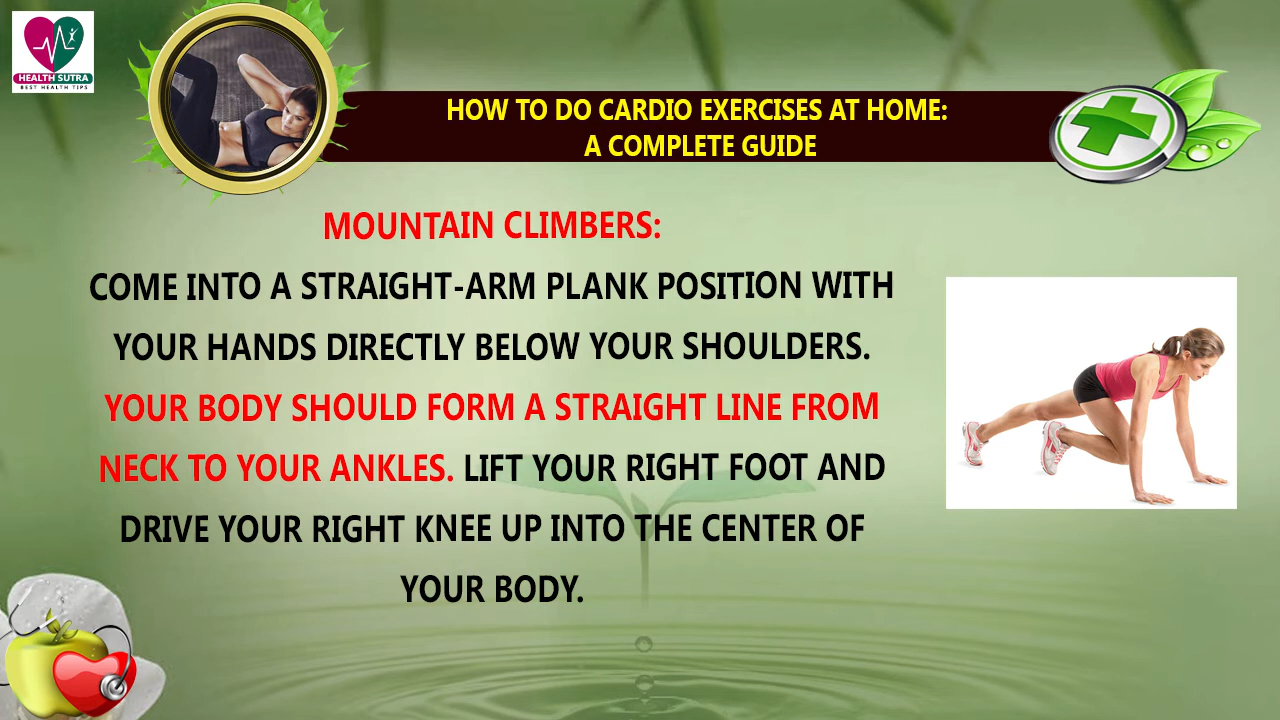 HEALTH SUTRA
BEST HEALTH TIPS
HOW TO DO CARDIO EXERCISES AT HOME:
A COMPLETE GUIDE
MOUNTAIN CLIMBERS:
COME INTO A STRAIGHT-ARM PLANK POSITION WITH
YOUR HANDS DIRECTLY BELOW YOUR SHOULDERS.
YOUR BODY SHOULD FORM A STRAIGHT LINE FROM
NECK TO YOUR ANKLES. LIFT YOUR RIGHT FOOT AND
DRIVE YOUR RIGHT KNEE UP INTO THE CENTER OF
YOUR BODY.